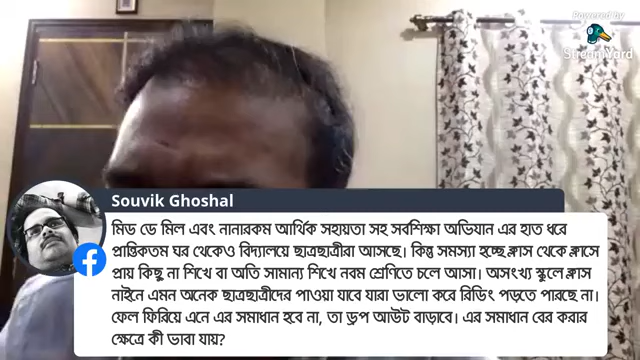 Powered by
StreamYard
Souvik Ghoshal
মিড ডে মিল এবং নানারকম আর্থিক সহায়তা সহ সবশিক্ষা অভিযান এর হাত ধরে
প্রান্তিকতম ঘর থেকেও বিদ্যালয়ে ছাত্রছাত্রীরা আসছে। কিন্তু সমস্যা হচ্ছে ক্লাস থেকে ক্লাসে
প্রায় কিছু না শিখে বা অতি সামান্য শিখে নবম শ্রেণিতে চলে আসা। অসংখ্য স্কুলে ক্লাস
নাইনে এমন অনেক ছাত্রছাত্রীদের পাওয়া যাবে যারা ভালো করে রিডিং পড়তে পারছে না।
ফেল ফিরিয়ে এনে এর সমাধান হবে না, তা ড্রপ আউট বাড়াবে। এর সমাধান বের করার
ক্ষেত্রে কী ভাবা যায়?